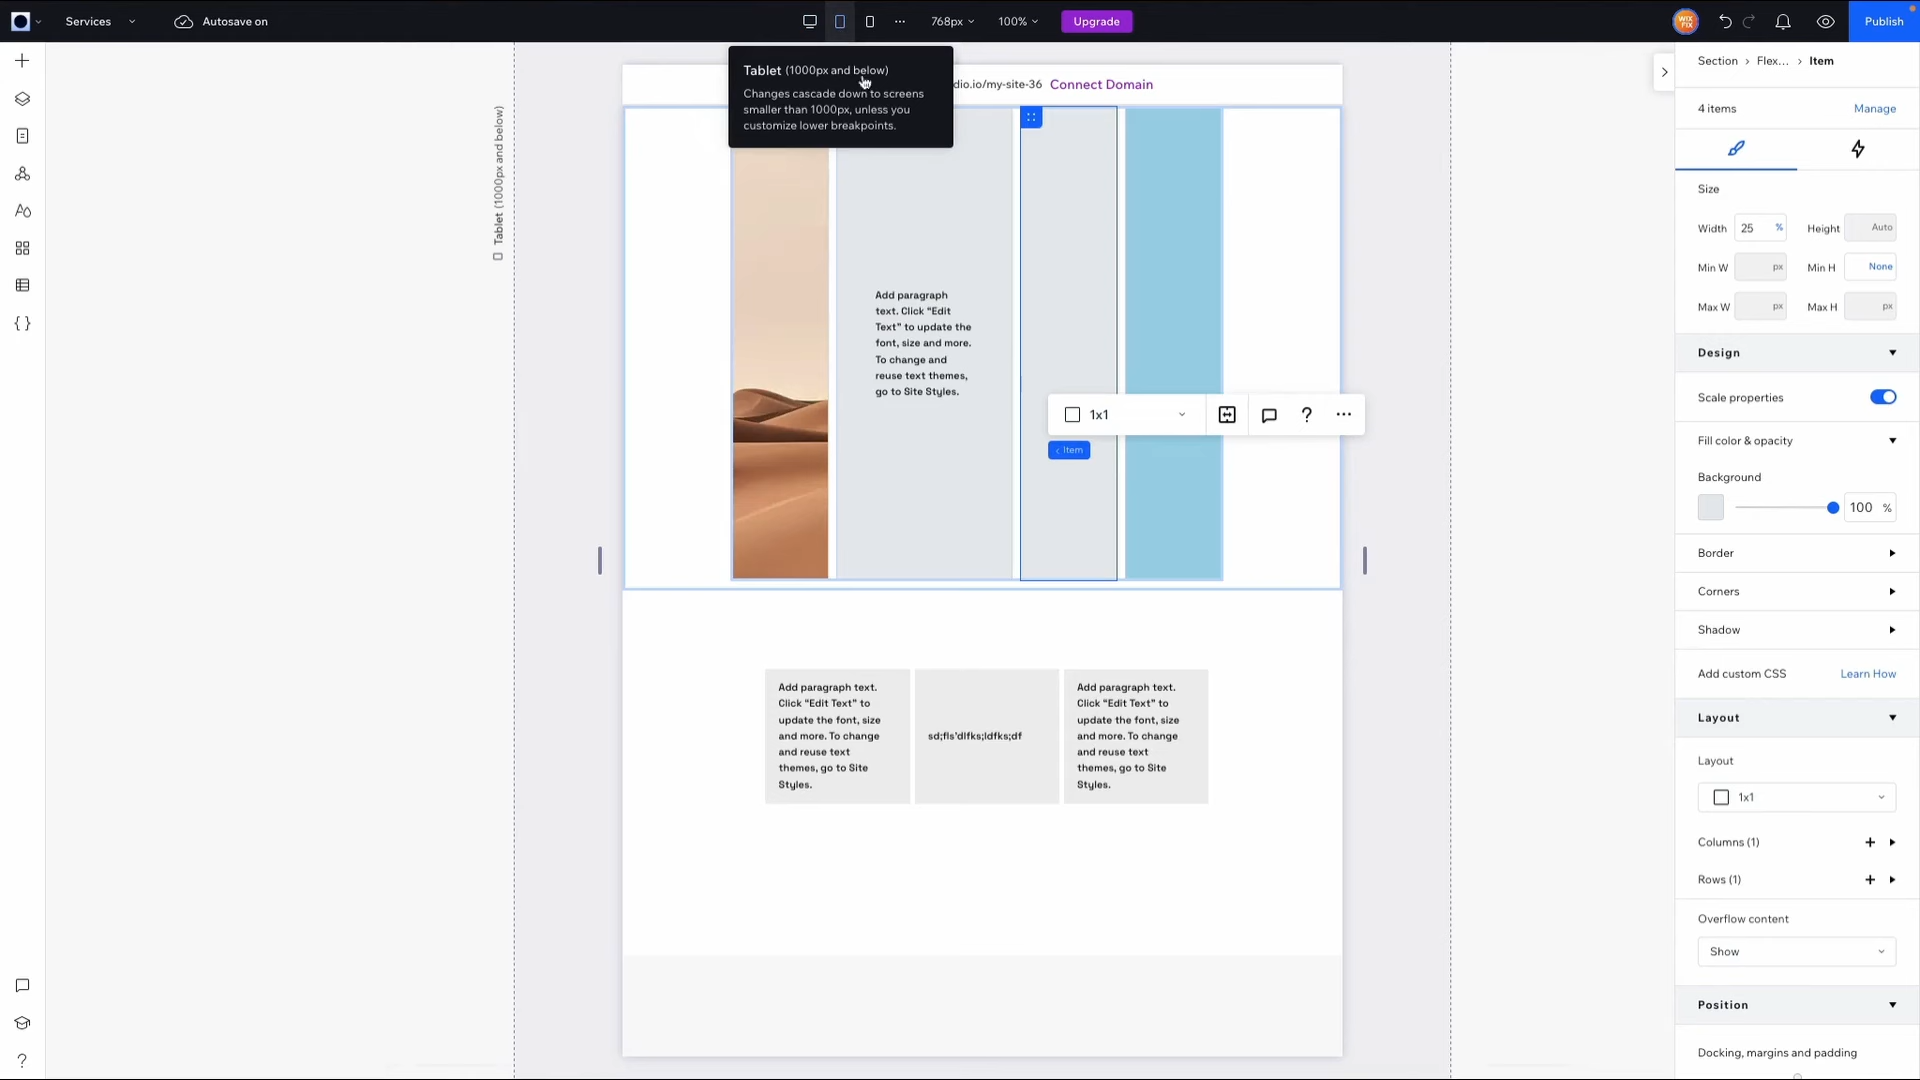 Services
Autosave on
768px
100%
Upgrade
WIX
FIX
Publish
Tablet (1000px and below)
Changes cascade down to screens
smaller than 1000px, unless you
customize lower breakpoints.
dio.io/my-site-36 Connect Domain
Tablet (1000px and below)
Add paragraph
text. Click "Edit
Text" to update the
font, size and more.
To change and
reuse text themes,
go to Site Styles.
1x1
?
Item
Add paragraph text.
Click "Edit Text" to
update the font, size
and more. To change
and reuse text
themes, go to Site
Styles.
sd;fls'dlfks;ldfks;df
Add paragraph text.
Click "Edit Text" to
update the font, size
and more. To change
and reuse text
themes, go to Site
Styles.
Section > Flex... > Item
4 items Manage
Size
Width 25 % Height Auto
Min W px Min H None
Max W px Max H px
Design
Scale properties
Fill color & opacity
Background
100 %
Border
Corners
Shadow
Add custom CSS Learn How
Layout
Layout
1x1
Columns (1)
Rows (1)
Overflow content
Show
Position
Docking, margins and padding